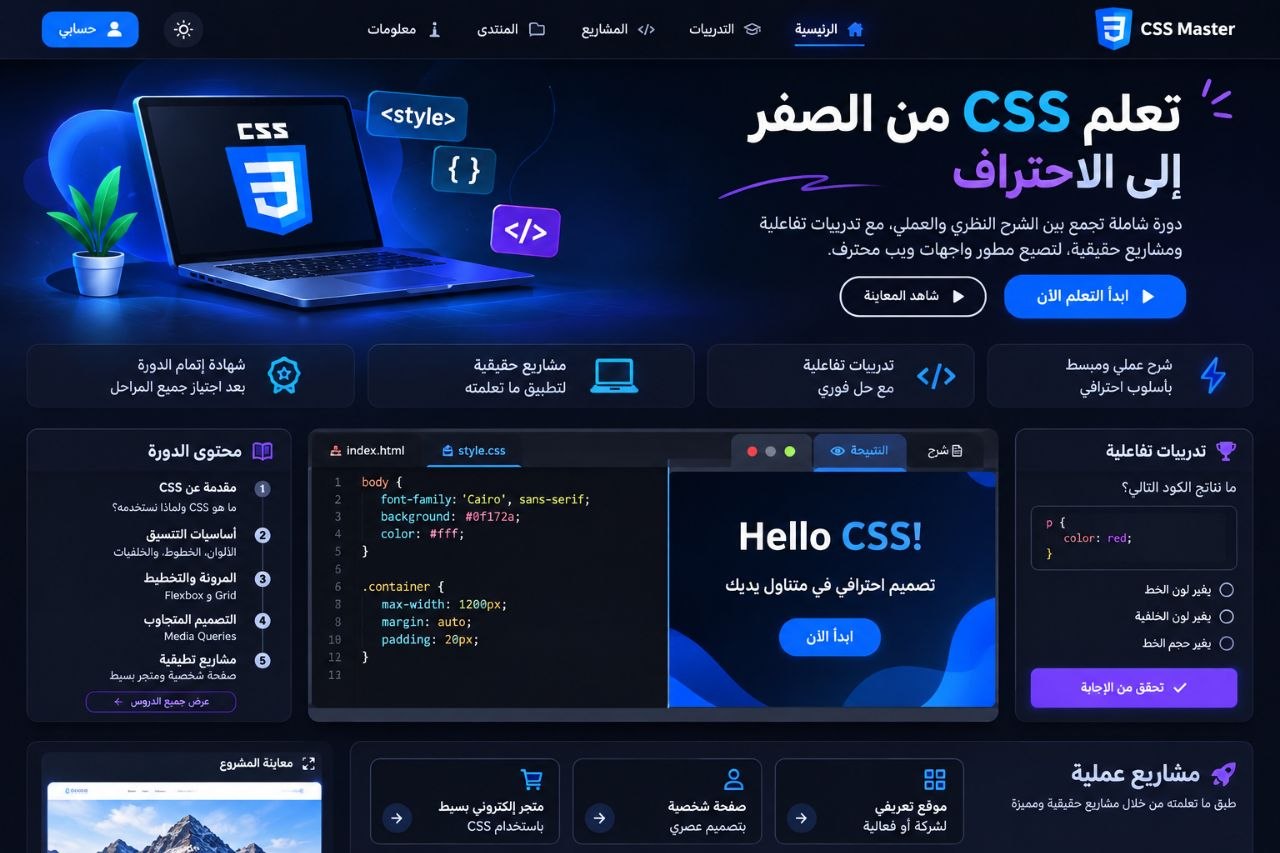 CSS Master
الرئيسية
التدريبات
المشاريع
المنتدى
معلومات
حسابي
تعلم CSS من الصفر
إلى الاحتراف
دورة شاملة تجمع بين الشرح النظري والعملي، مع تدريبات تفاعلية
ومشاريع حقيقية، لتصيع مطور واجهات ويب محترف.
ابدأ التعلم الأن
شاهد المعاينة
CSS
<style>
{ }
</>
شرح عملي ومبسط
بأسلوب احترافي
تدريبات تفاعلية
مع حل فوري
مشاريع حقيقية
لتطبيق ما تعلمته
شهادة إتمام الدورة
بعد اجتياز جميع المراحل
تدريبات تفاعلية
ما نناتج الكود التالي؟
p {
color: red;
}
يغير لون الخط
يغير لون الخلفية
يغير حجم الخط
تحقق من الإجابة
index.html
style.css
النتيحة
شرح
1 body {
2 font-family: 'Cairo', sans-serif;
3 background: #0f172a;
4 color: #fff;
5 }
6
6 .container {
8 max-width: 1200px;
8 margin: auto;
10 padding: 20px;
12 }
13
Hello CSS!
تصميم احترافي في متناول يديك
ابدأ الأن
محتوى الدورة
1 مقدمة عن CSS
ما هو CSS ولماذا نستخدمه؟
2 أساسيات التتسيق
الألوان، الخطوط، والخلفيات
3 المرونة والتخطيط
Flexbox و Grid
4 التصميم المتجاوب
Media Queries
5 مشاريع تطيقية
صفحة شخصية ومتجر بسيط
عرض جميع الدروس
مشاريع عملية
طبق ما تعلمته من خلال مشاريع حقيقية ومميزة
موقع تعريفي
لشركة أو فعالية
صفحة شخصية
بتصميم عصري
متجر إلكتروني بسيط
باستخدام CSS
معاينة المشروع